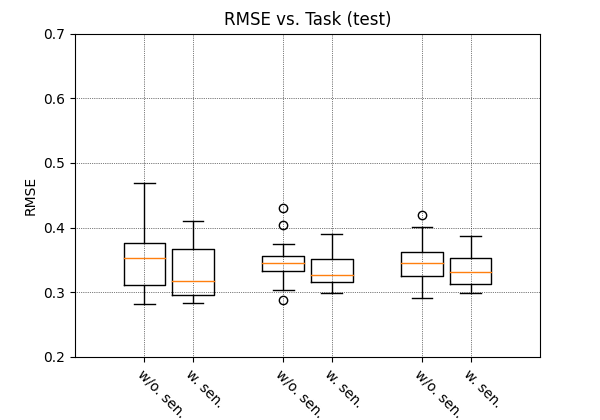 RMSE vs. Task (test)
0.7
0.6
0.5
0.4
0.3
0.2
RMSE
w/o. sen.
w. sen.
w/o. sen.
w. sen.
w/o. sen.
w. sen.